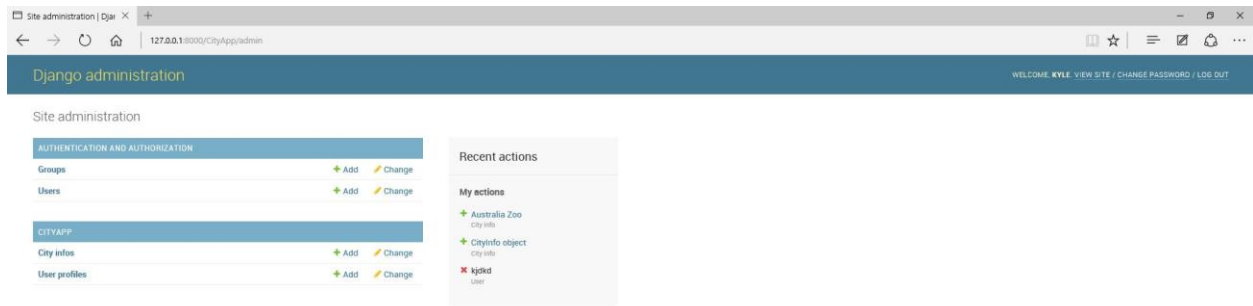 Site administration | Djar
127.0.0.1:8000/CityApp/admin
Django administration
WELCOME, KYLE. VIEW SITE / CHANGE PASSWORD / LOG OUT
Site administration
AUTHENTICATION AND AUTHORIZATION
Groups + Add Change
Users + Add Change
CITYAPP
City infos + Add Change
User profiles + Add Change
Recent actions
My actions
+ Australia Zoo
City info
+ CityInfo object
City info
kjdkd
User